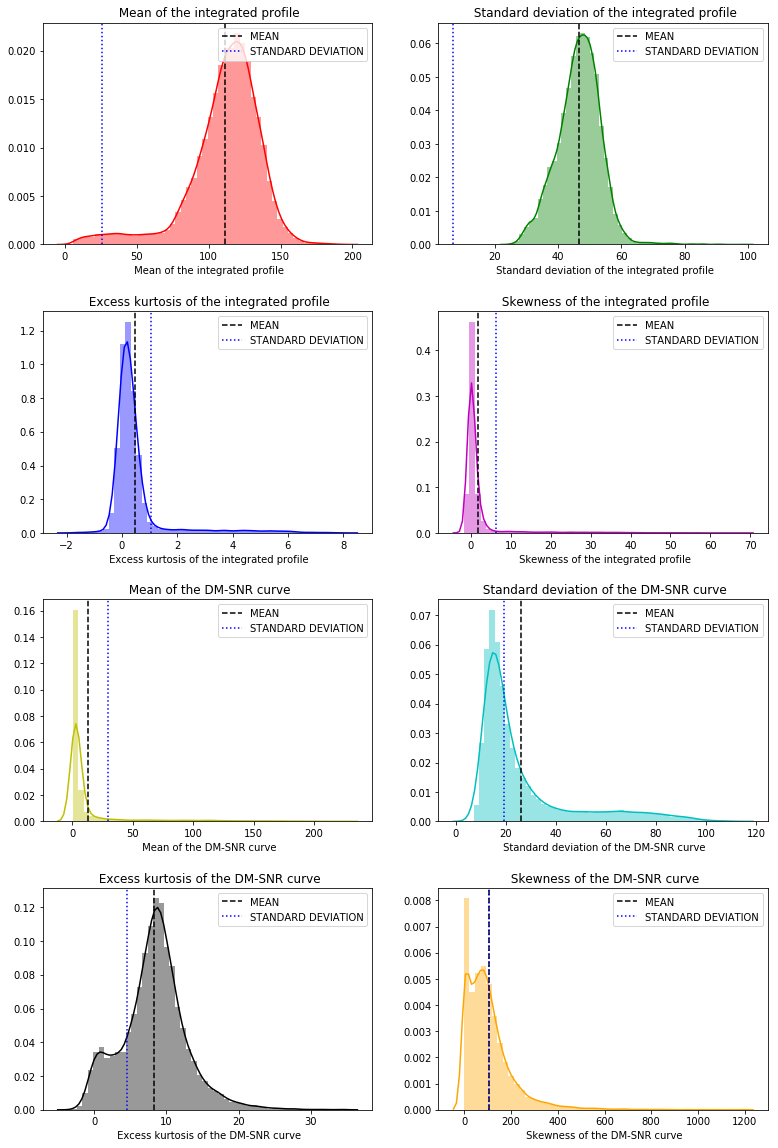 Mean of the integrated profile
0.020
0.015
0.010
0.005
0.000
0 50 100 150 200
Mean of the integrated profile
MEAN
STANDARD DEVIATION
Standard deviation of the integrated profile
0.06
0.05
0.04
0.03
0.02
0.01
0.00
20 40 60 80 100
Standard deviation of the integrated profile
MEAN
STANDARD DEVIATION
Excess kurtosis of the integrated profile
1.2
1.0
0.8
0.6
0.4
0.2
0.0
−2 0 2 4 6 8
Excess kurtosis of the integrated profile
MEAN
STANDARD DEVIATION
Skewness of the integrated profile
0.4
0.3
0.2
0.1
0.0
0 10 20 30 40 50 60 70
Skewness of the integrated profile
MEAN
STANDARD DEVIATION
Mean of the DM-SNR curve
0.16
0.14
0.12
0.10
0.08
0.06
0.04
0.02
0.00
0 50 100 150 200
Mean of the DM-SNR curve
MEAN
STANDARD DEVIATION
Standard deviation of the DM-SNR curve
0.07
0.06
0.05
0.04
0.03
0.02
0.01
0.00
0 20 40 60 80 100 120
Standard deviation of the DM-SNR curve
MEAN
STANDARD DEVIATION
Excess kurtosis of the DM-SNR curve
0.12
0.10
0.08
0.06
0.04
0.02
0.00
0 10 20 30
Excess kurtosis of the DM-SNR curve
MEAN
STANDARD DEVIATION
Skewness of the DM-SNR curve
0.008
0.007
0.006
0.005
0.004
0.003
0.002
0.001
0.000
0 200 400 600 800 1000 1200
Skewness of the DM-SNR curve
MEAN
STANDARD DEVIATION